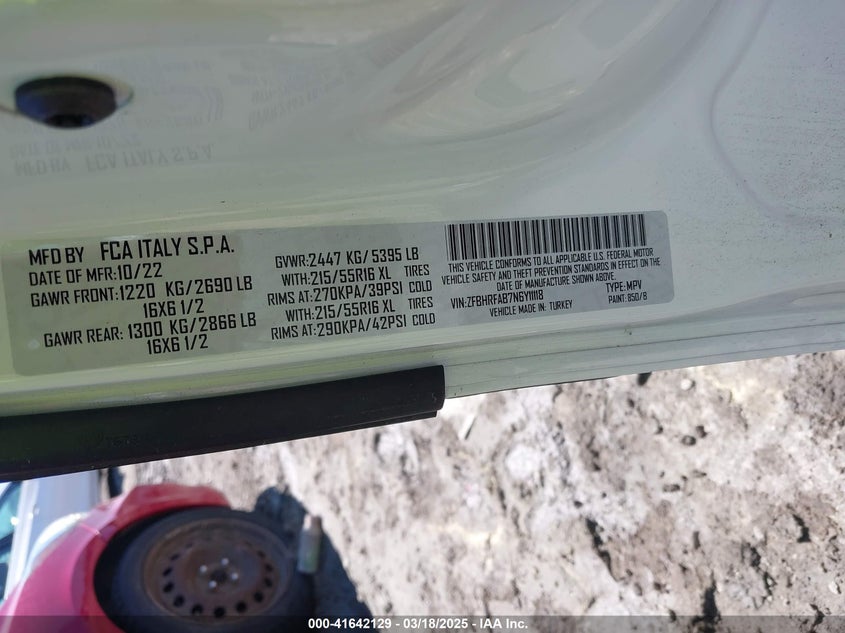 MFD BY FCA ITALY S.P.A.
DATE OF MFR:10/22
GAWR FRONT:1220 KG/2690 LB
16X6 1/2
GAWR REAR:1300 KG/2866 LB
16X6 1/2
GVWR:2447 KG/5395 LB
WITH:215/55R16 XL TIRES
RIMS AT:270KPA/39PSI COLD
WITH:215/55R16 XL TIRES
RIMS AT:290KPA/42PSI COLD
THIS VEHICLE CONFORMS TO ALL APPLICABLE U.S. FEDERAL MOTOR
VEHICLE SAFETY, BUMPER, AND THEFT PREVENTION STANDARDS IN EFFECT ON THE
DATE OF MANUFACTURE SHOWN ABOVE.
VIN:ZFBHRFAB7N6Y11118 TYPE:MPV
VEHICLE MADE IN: TURKEY PAINT: 850/8
000-41642129 - 03/18/2025 - IAA Inc.